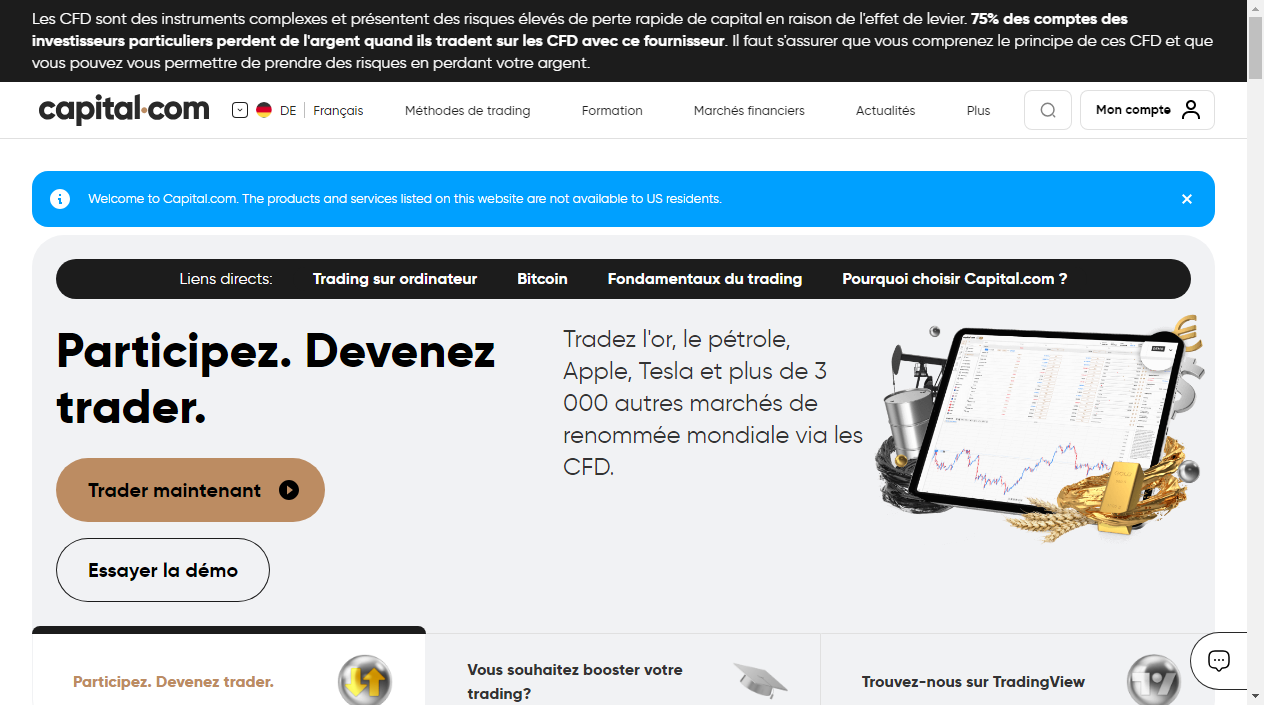 Les CFD sont des instruments complexes et présentent des risques élevés de perte rapide de capital en raison de l'effet de levier. 75% des comptes des
investisseurs particuliers perdent de l'argent quand ils tradent sur les CFD avec ce fournisseur. Il faut s'assurer que vous comprenez le principe de ces CFD et que
vous pouvez vous permettre de prendre des risques en perdant votre argent.
capital.com
DE
Français
Méthodes de trading
Formation
Marchés financiers
Actualités
Plus
Mon compte
Welcome to Capital.com. The products and services listed on this website are not available to US residents.
Liens directs:
Trading sur ordinateur
Bitcoin
Fondamentaux du trading
Pourquoi choisir Capital.com ?
Participez. Devenez
trader.
Tradez l'or, le pétrole,
Apple, Tesla et plus de 3
000 autres marchés de
renommée mondiale via les
CFD.
Trader maintenant
Essayer la démo
Participez. Devenez trader.
Vous souhaitez booster votre
trading?
Trouvez-nous sur TradingView